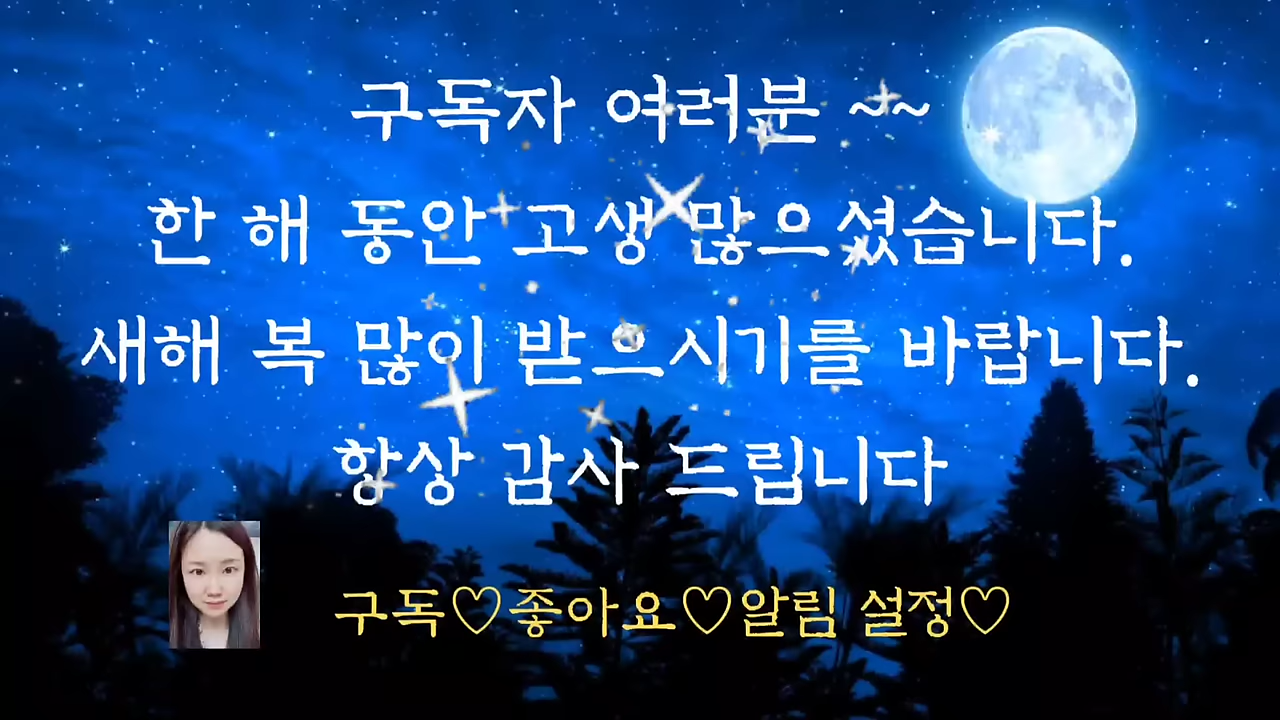 구독자 여러분 ~~
한 해 동안 고생 많으셨습니다.
새해 복 많이 받으시기를 바랍니다.
항상 감사 드립니다
구독♡좋아요♡알림 설정♡